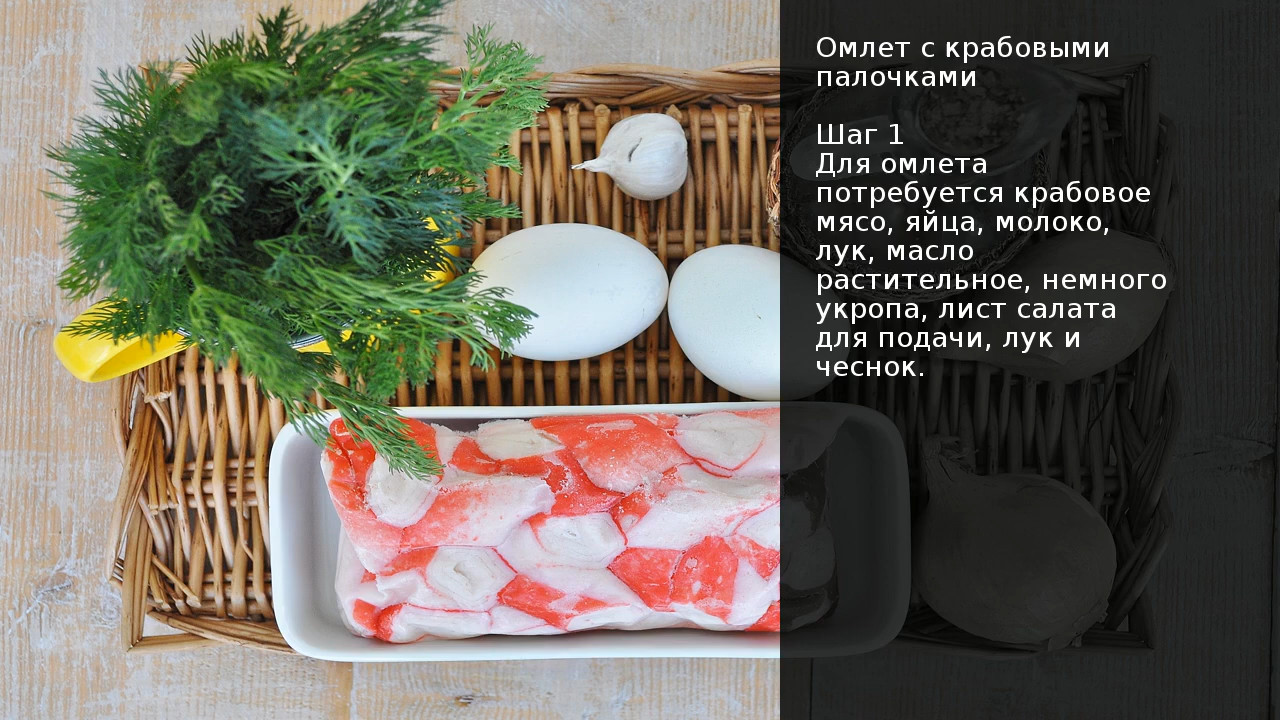 Омлет с крабовыми
палочками

Шаг 1
Для омлета
потребуется крабовое
мясо, яйца, молоко,
лук, масло
растительное, немного
укропа, лист салата
для подачи, лук и
чеснок.